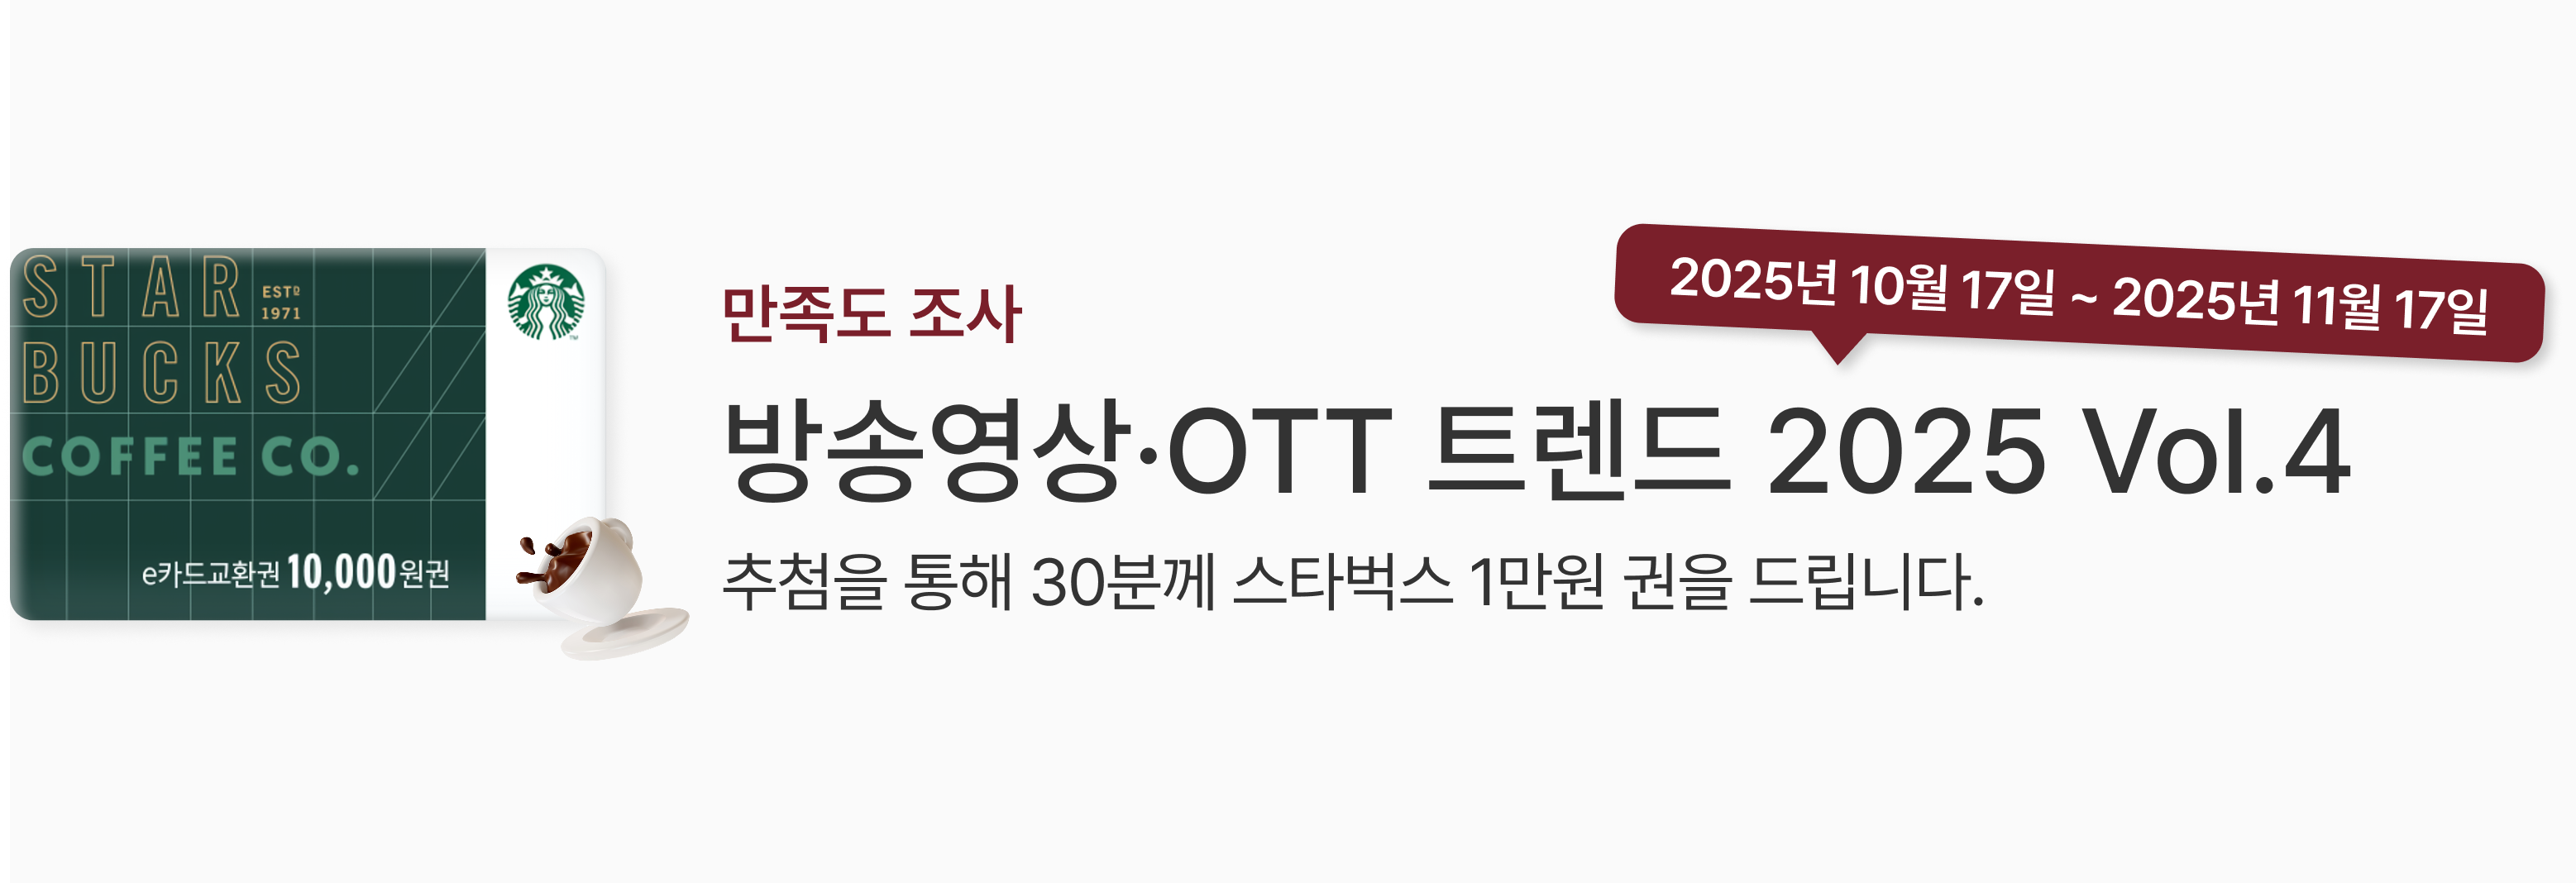 STAR
ESTD
1971
BUCKS
COFFEE CO.
e카드교환권 10,000원권
만족도 조사
2025년 10월 17일 ~ 2025년 11월 17일
방송영상·OTT 트렌드 2025 Vol.4
추첨을 통해 30분께 스타벅스 1만원 권을 드립니다.